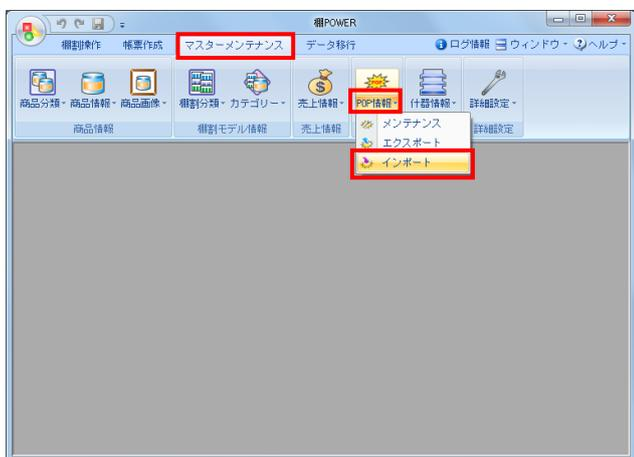 棚POWER
棚割操作 帳票作成 マスターメンテナンス データ移行 ログ情報 ウィンドウ ヘルプ
商品分類 商品情報 商品画像 棚割分類 カテゴリー 売上情報 POP情報 什器情報 詳細設定
商品情報 棚割モデル情報 売上情報 詳細設定
メンテナンス
エクスポート
インポート